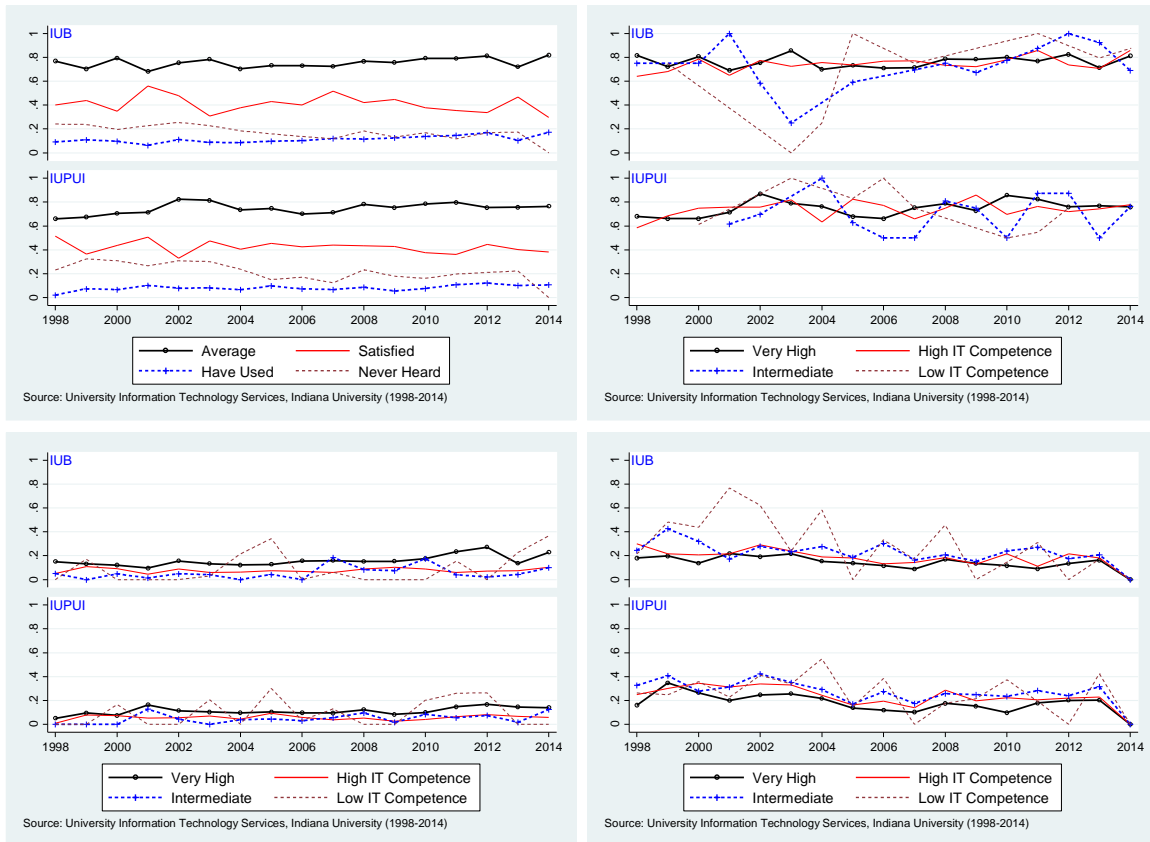 IUB
1
.8
.6
.4
.2
0
IUPUI
1
.8
.6
.4
.2
0
1998 2000 2002 2004 2006 2008 2010 2012 2014
Average Satisfied
Have Used Never Heard
Source: University Information Technology Services, Indiana University (1998-2014)
IUB
1
.8
.6
.4
.2
0
IUPUI
1
.8
.6
.4
.2
0
1998 2000 2002 2004 2006 2008 2010 2012 2014
Very High High IT Competence
Intermediate Low IT Competence
Source: University Information Technology Services, Indiana University (1998-2014)
IUB
1
.8
.6
.4
.2
0
IUPUI
1
.8
.6
.4
.2
0
1998 2000 2002 2004 2006 2008 2010 2012 2014
Very High High IT Competence
Intermediate Low IT Competence
Source: University Information Technology Services, Indiana University (1998-2014)
IUB
1
.8
.6
.4
.2
0
IUPUI
1
.8
.6
.4
.2
0
1998 2000 2002 2004 2006 2008 2010 2012 2014
Very High High IT Competence
Intermediate Low IT Competence
Source: University Information Technology Services, Indiana University (1998-2014)